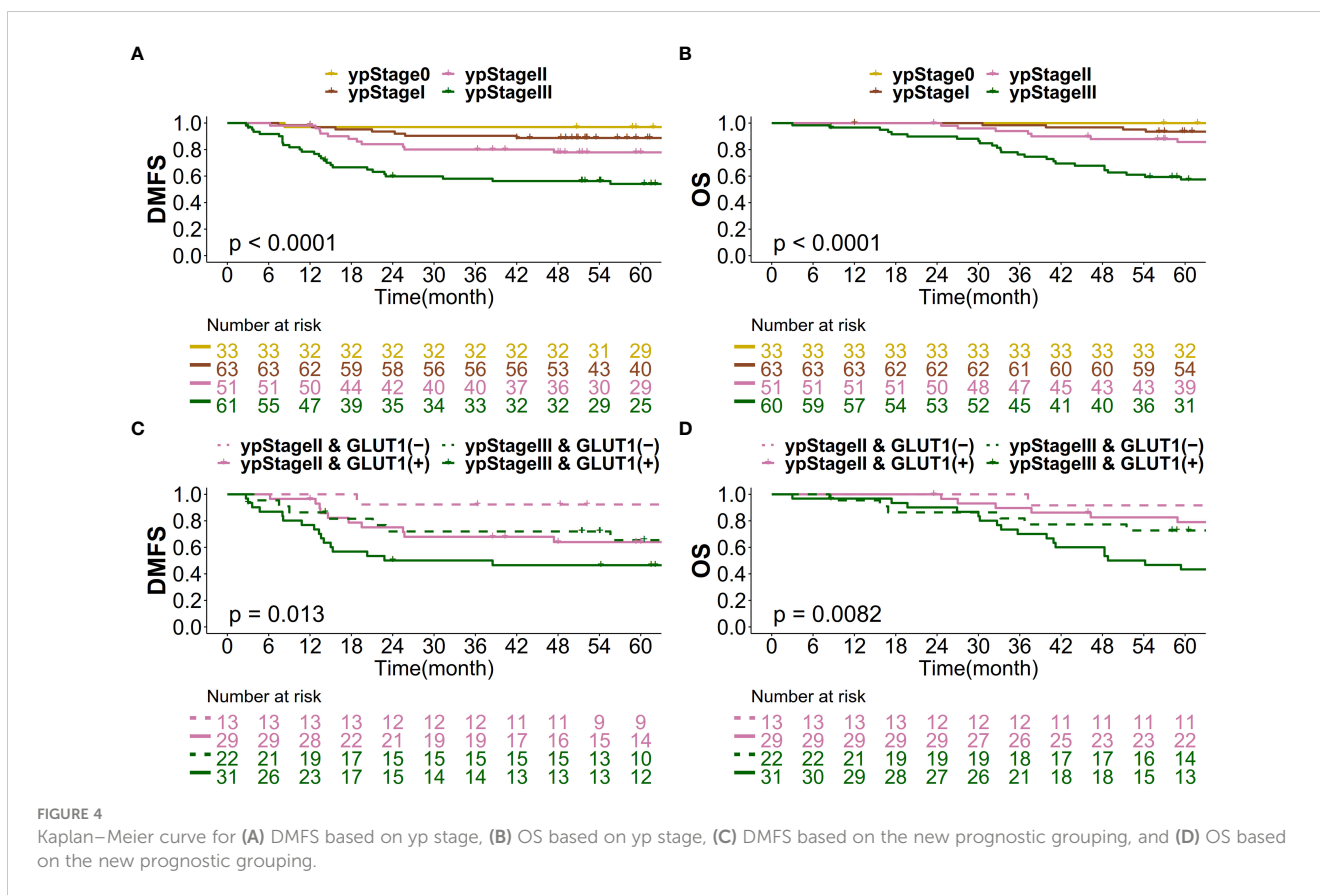 A
ypStage0 ypStageII
ypStageI ypStageIII
DMFS
1.0
0.8
0.6
0.4
0.2
0.0
p < 0.0001
0 6 12 18 24 30 36 42 48 54 60
Time(month)
Number at risk
33 33 32 32 32 32 32 32 32 31 29
63 63 62 59 58 56 56 56 53 43 40
51 51 50 44 42 40 40 37 36 30 29
61 55 47 39 35 34 33 32 32 29 25
B
ypStage0 ypStageII
ypStageI ypStageIII
OS
1.0
0.8
0.6
0.4
0.2
0.0
p < 0.0001
0 6 12 18 24 30 36 42 48 54 60
Time(month)
Number at risk
33 33 33 33 33 33 33 33 33 33 32
63 63 63 62 62 62 61 60 60 59 54
51 51 51 51 50 48 47 45 43 43 39
60 59 57 54 53 52 45 41 40 36 31
C
ypStageII & GLUT1(−) ypStageIII & GLUT1(−)
ypStageII & GLUT1(+) ypStageIII & GLUT1(+)
DMFS
1.0
0.8
0.6
0.4
0.2
0.0
p = 0.013
0 6 12 18 24 30 36 42 48 54 60
Time(month)
Number at risk
13 13 13 13 12 12 12 11 11 9 9
29 29 28 22 21 19 19 17 16 15 14
22 21 19 17 15 15 15 15 15 13 10
31 26 23 17 15 14 14 13 13 13 12
D
ypStageII & GLUT1(−) ypStageIII & GLUT1(−)
ypStageII & GLUT1(+) ypStageIII & GLUT1(+)
OS
1.0
0.8
0.6
0.4
0.2
0.0
p = 0.0082
0 6 12 18 24 30 36 42 48 54 60
Time(month)
Number at risk
13 13 13 13 12 12 12 11 11 11 11
29 29 29 29 29 27 26 25 23 23 22
22 22 21 19 19 19 18 17 17 16 14
31 30 29 28 27 26 21 18 18 15 13
FIGURE 4
Kaplan–Meier curve for (A) DMFS based on yp stage, (B) OS based on yp stage, (C) DMFS based on the new prognostic grouping, and (D) OS based
on the new prognostic grouping.